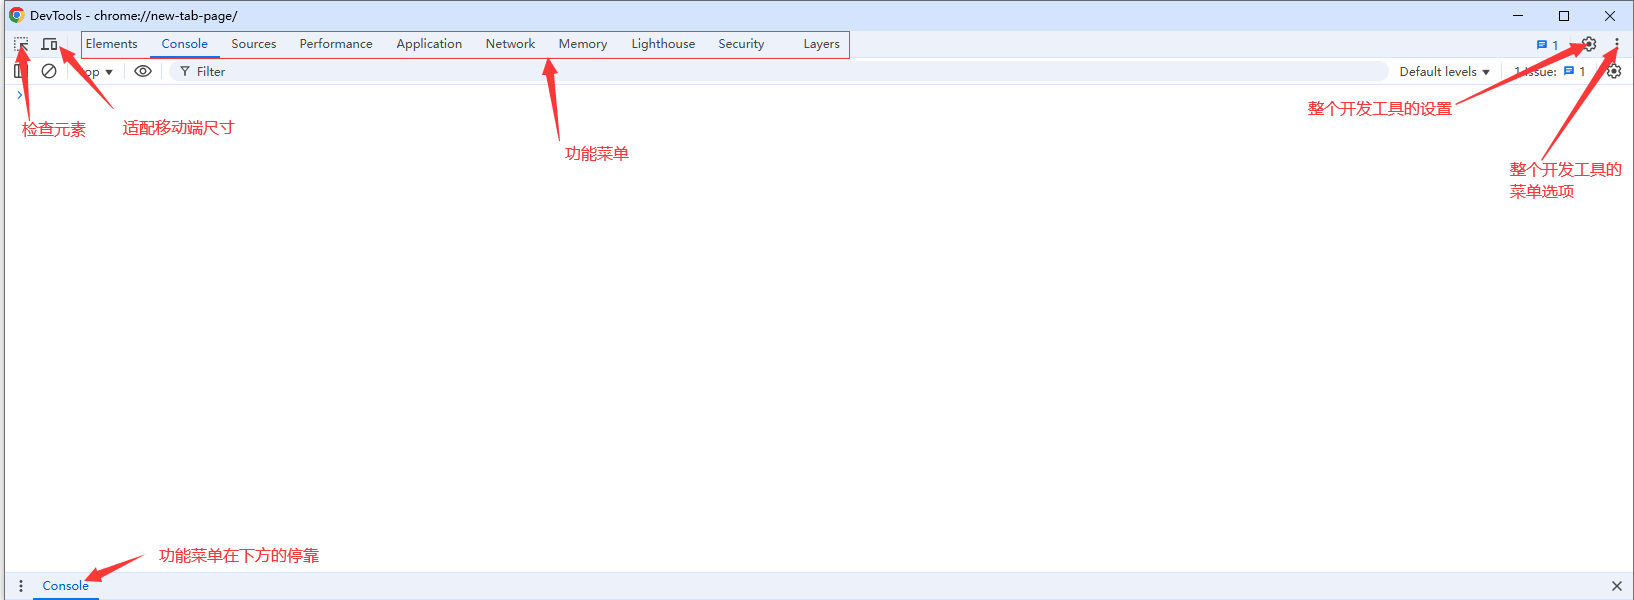 DevTools - chrome://new-tab-page/
Elements Console Sources Performance Application Network Memory Lighthouse Security Layers 1
top Filter Default levels 1 Issue: 1
检查元素
适配移动端尺寸
功能菜单
整个开发工具的设置
整个开发工具的
菜单选项
功能菜单在下方的停靠
Console